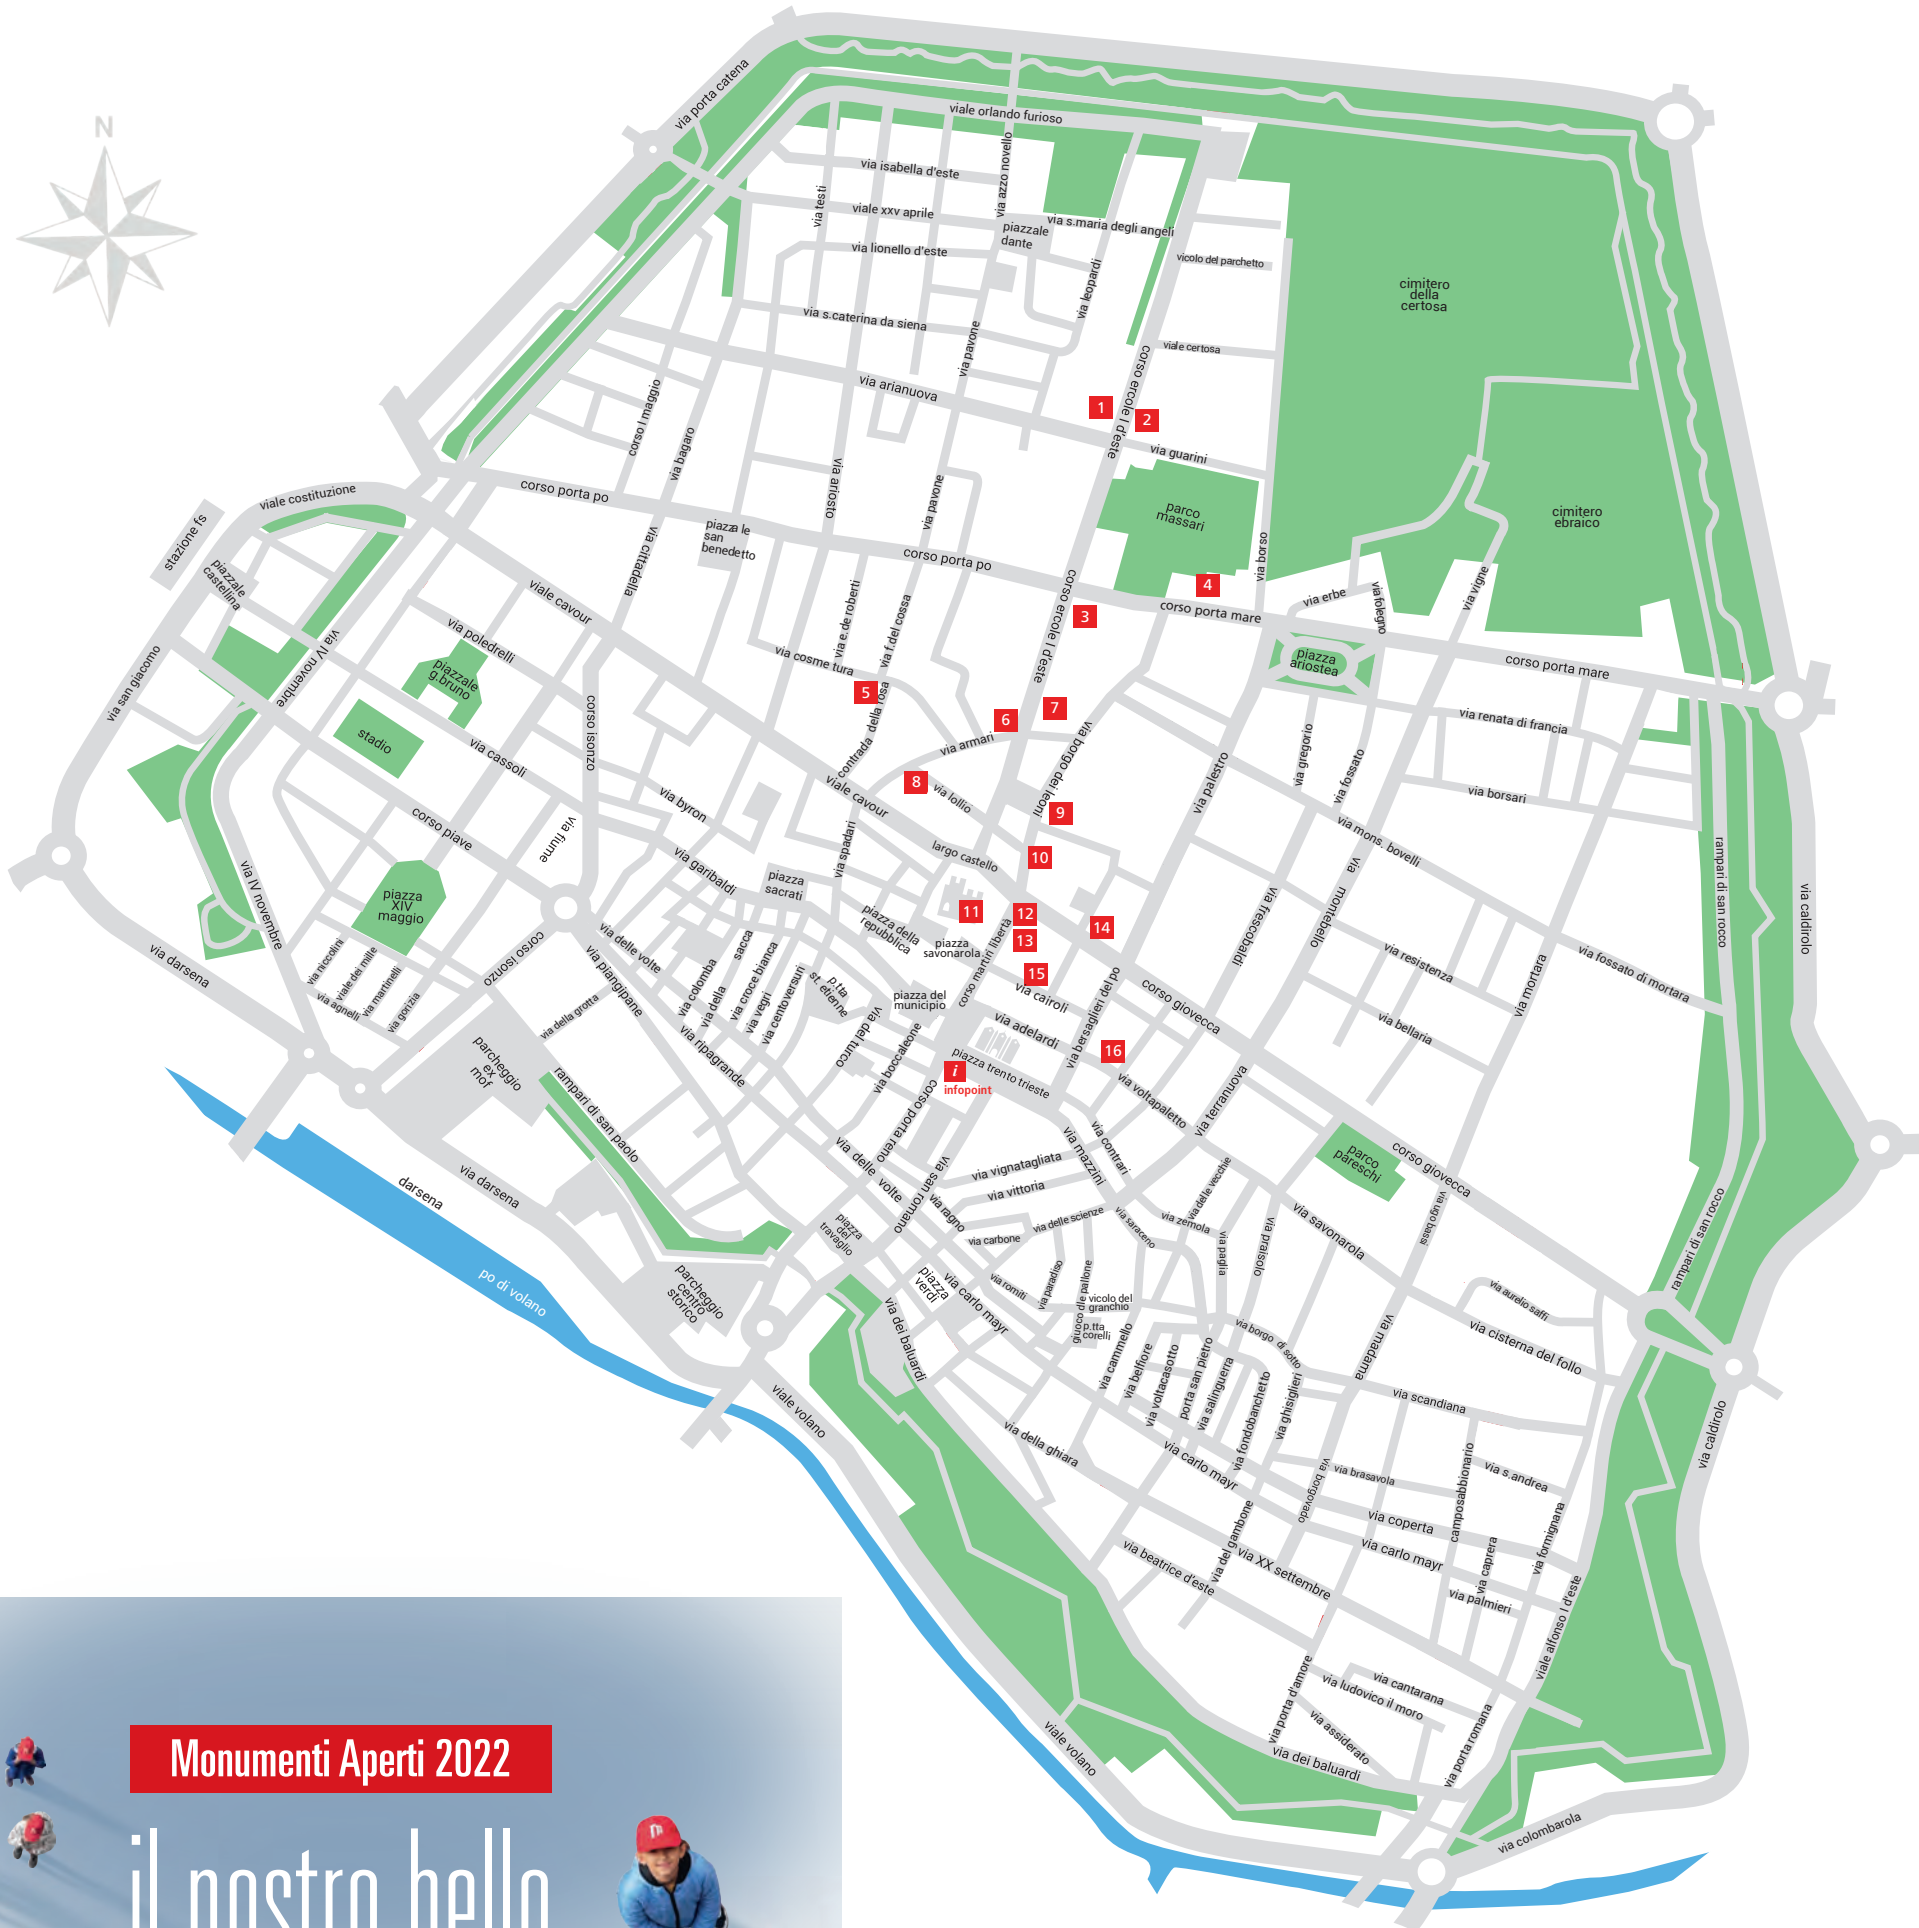 N
via porta catena
viale orlando furioso
via isabella d'este
via azzo novello
via testi
viale xxv aprile
via s.maria degli angeli
piazzale
dante
via lionello d'este
vicolo del parchetto
via leopardi
cimitero
della
certosa
via s.caterina da siena
via pavone
viale certosa
corso ercole I d'este
via arianuova
1
2
corso I maggio
via bagaro
via guarini
via ariosto
via pavone
corso porta po
viale costituzione
stazione fs
parco
massari
cimitero
ebraico
piazza le
san
benedetto
via cittadella
corso porta po
via borso
piazzale
castellina
viale cavour
via e.de roberti
via f.del cossa
corso ercole I d'este
3
4
corso porta mare
via erbe
via folegno
via vigne
via poledrelli
via IV novembre
piazzale
g.bruno
via cosme tura
5
piazza
ariostea
corso porta mare
via san giacomo
stadio
via cassoli
corso isonzo
contrada della rosa
6
7
via armari
via borgo dei leoni
via renata di francia
via gregorio
via fossato
via palestro
8
via lollio
viale cavour
9
via borsari
via byron
corso piave
via fiume
via spadari
largo castello
10
via mons. bovelli
rampari di san rocco
via garibaldi
piazza
sacrati
via caldirolo
piazza
XIV
maggio
via IV novembre
11
12
13
14
piazza della
repubblica
piazza
savonarola
corso martiri libertà
via frescobaldi
via montebello
via darsena
via niccolini
viale dei mille
via martinelli
via gorizia
via agnelli
corso isonzo
via delle volte
via piangipane
via colomba
via della sacca
via croce bianca
via vegri
via centoversuri
p.tta
st. etienne
piazza del
municipio
15
via cairoli
via bersaglieri del po
corso giovecca
via resistenza
via mortara
via fossato di mortara
via bellaria
via della grotta
via ripagrande
via del turco
via boccaleone
via adelardi
16
piazza trento trieste
i
infopoint
via voltapaletto
via terranuova
parcheggio
ex
mof
rampari di san paolo
corso porta reno
via delle volte
via san romano
via vignatagliata
via vittoria
via mazzini
via contrari
parco
pareschi
corso giovecca
via darsena
darsena
via ragno
via delle scienze
via carbone
via saraceno
via zemola
via delle vecchie
via paglia
via praisolo
via savonarola
via ugo bassi
rampari di san rocco
piazza
del
travaglio
piazza
verdi
via carlo mayr
via romiti
via paradiso
giuoco dle pallone
vicolo del
granchio
p.tta
corelli
po di volano
parcheggio
centro
storico
via dei baluardi
via cammello
via belfiore
via voltacasotto
porta san pietro
via salinguerra
via fondobanchetto
via borgo di sotto
via ghisiglieri
via madama
via aurelio saffi
via cisterna del follo
via scandiana
via caldirolo
viale volano
via della ghiara
via carlo mayr
via borgovado
via brasavola
camposabbionario
via s.andrea
via coperta
via carlo mayr
via formignana
via caprera
via palmieri
via del gambone
via beatrice d'este
via XX settembre
viale alfonso I d'este
via porta d'amore
via cantarana
via ludovico il moro
via assiderato
via porta romana
via dei baluardi
viale volano
via colombarola
Monumenti Aperti 2022
il nostro bello